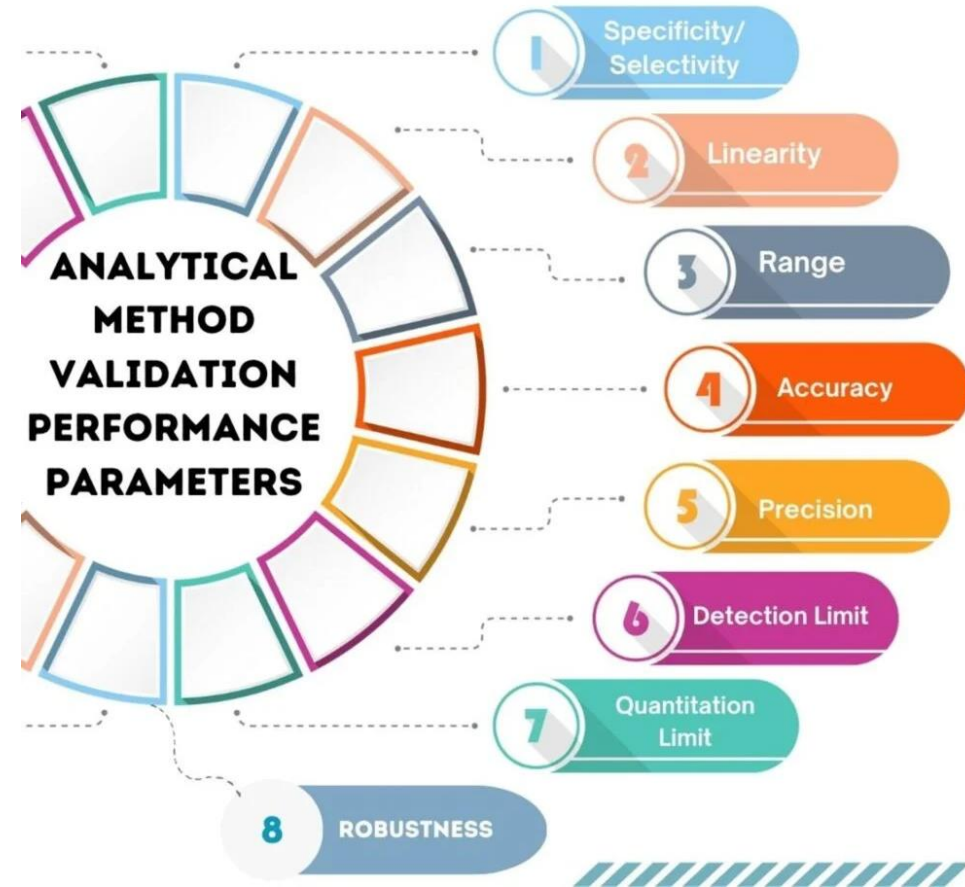 ANALYTICAL
METHOD
VALIDATION
PERFORMANCE
PARAMETERS
1
Specificity/
Selectivity
2
Linearity
3
Range
4
Accuracy
5
Precision
6
Detection Limit
7
Quantitation
Limit
8
ROBUSTNESS